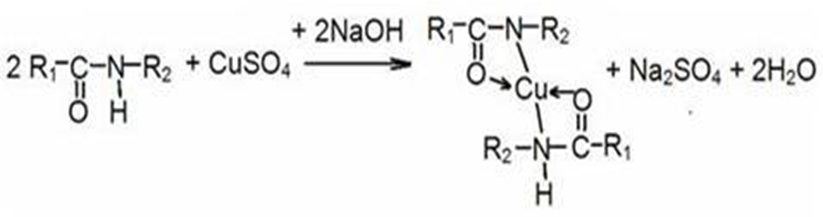 + 2NaOH
2 R₁-C-N-R₂ + CuSO₄
O H
R₁-C-N-R₂
O
Cu
O
R₂-N-C-R₁
H
+ Na₂SO₄ + 2H₂O